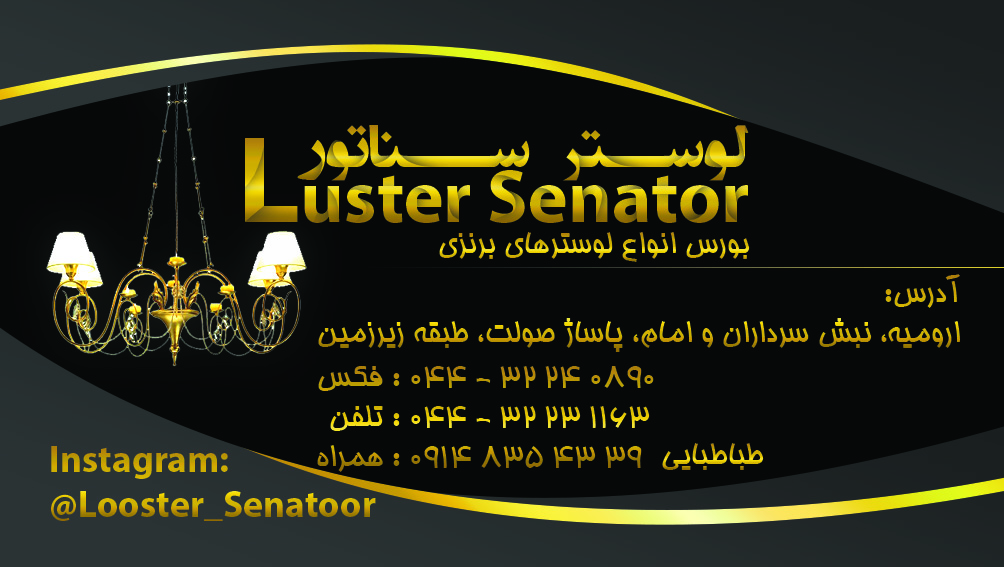 لوستر سناتور
Luster Senator
بورس انواع لوسترهای برنزی
آدرس:
ارومیه، نبش سرداران و امام، پاساژ صولت، طبقه زیرزمین
فکس : ۰۴۴ - ۳۲ ۲۴ ۰۸۹۰
تلفن : ۰۴۴ - ۳۲ ۲۳ ۱۱۶۳
همراه : ۰۹۱۴ ۸۳۵ ۴۳ ۳۹ طباطبایی
Instagram:
@Looster_Senatoor